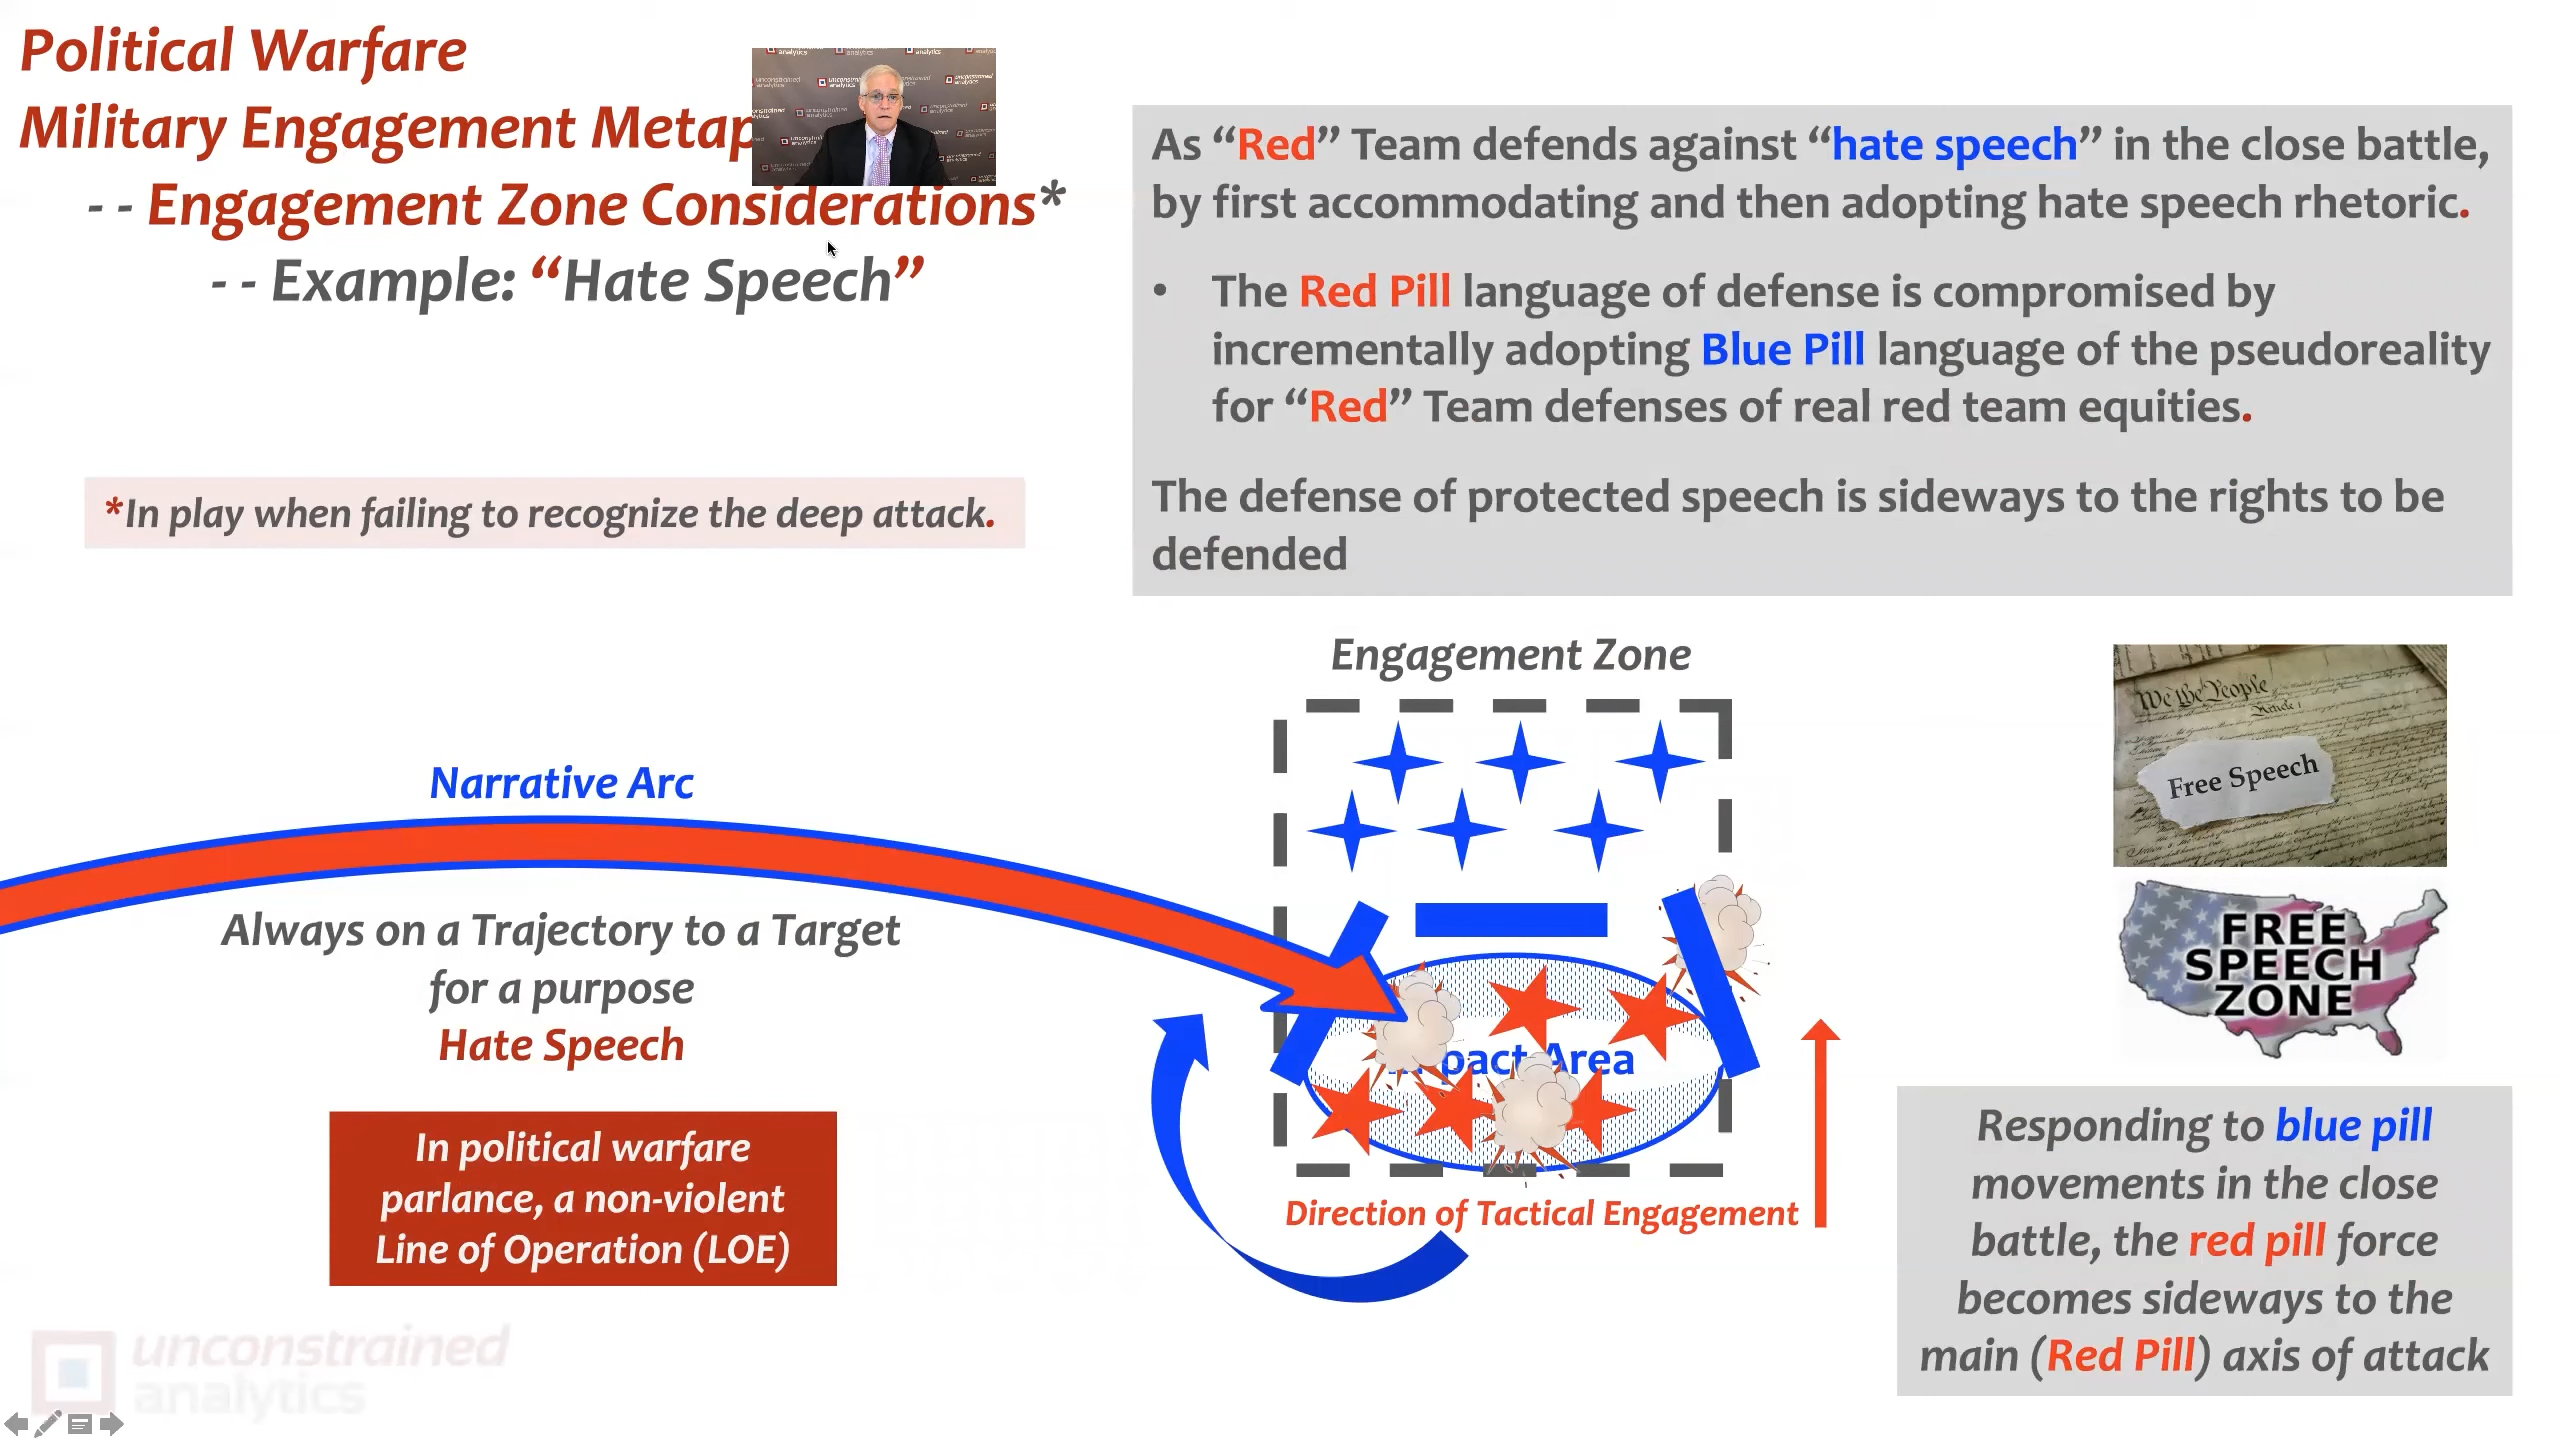 Political Warfare
Military Engagement Metap
- - Engagement Zone Considerations*
- - Example: “Hate Speech”
*In play when failing to recognize the deep attack.
As “Red” Team defends against “hate speech” in the close battle,
by first accommodating and then adopting hate speech rhetoric.
• The Red Pill language of defense is compromised by
incrementally adopting Blue Pill language of the pseudoreality
for “Red” Team defenses of real red team equities.
The defense of protected speech is sideways to the rights to be
defended
Engagement Zone
Narrative Arc
Always on a Trajectory to a Target
for a purpose
Hate Speech
In political warfare
parlance, a non-violent
Line of Operation (LOE)
pact Area
Direction of Tactical Engagement
We the People
Article 1
Free Speech
FREE
SPEECH
ZONE
Responding to blue pill
movements in the close
battle, the red pill force
becomes sideways to the
main (Red Pill) axis of attack
unconstrained
analytics